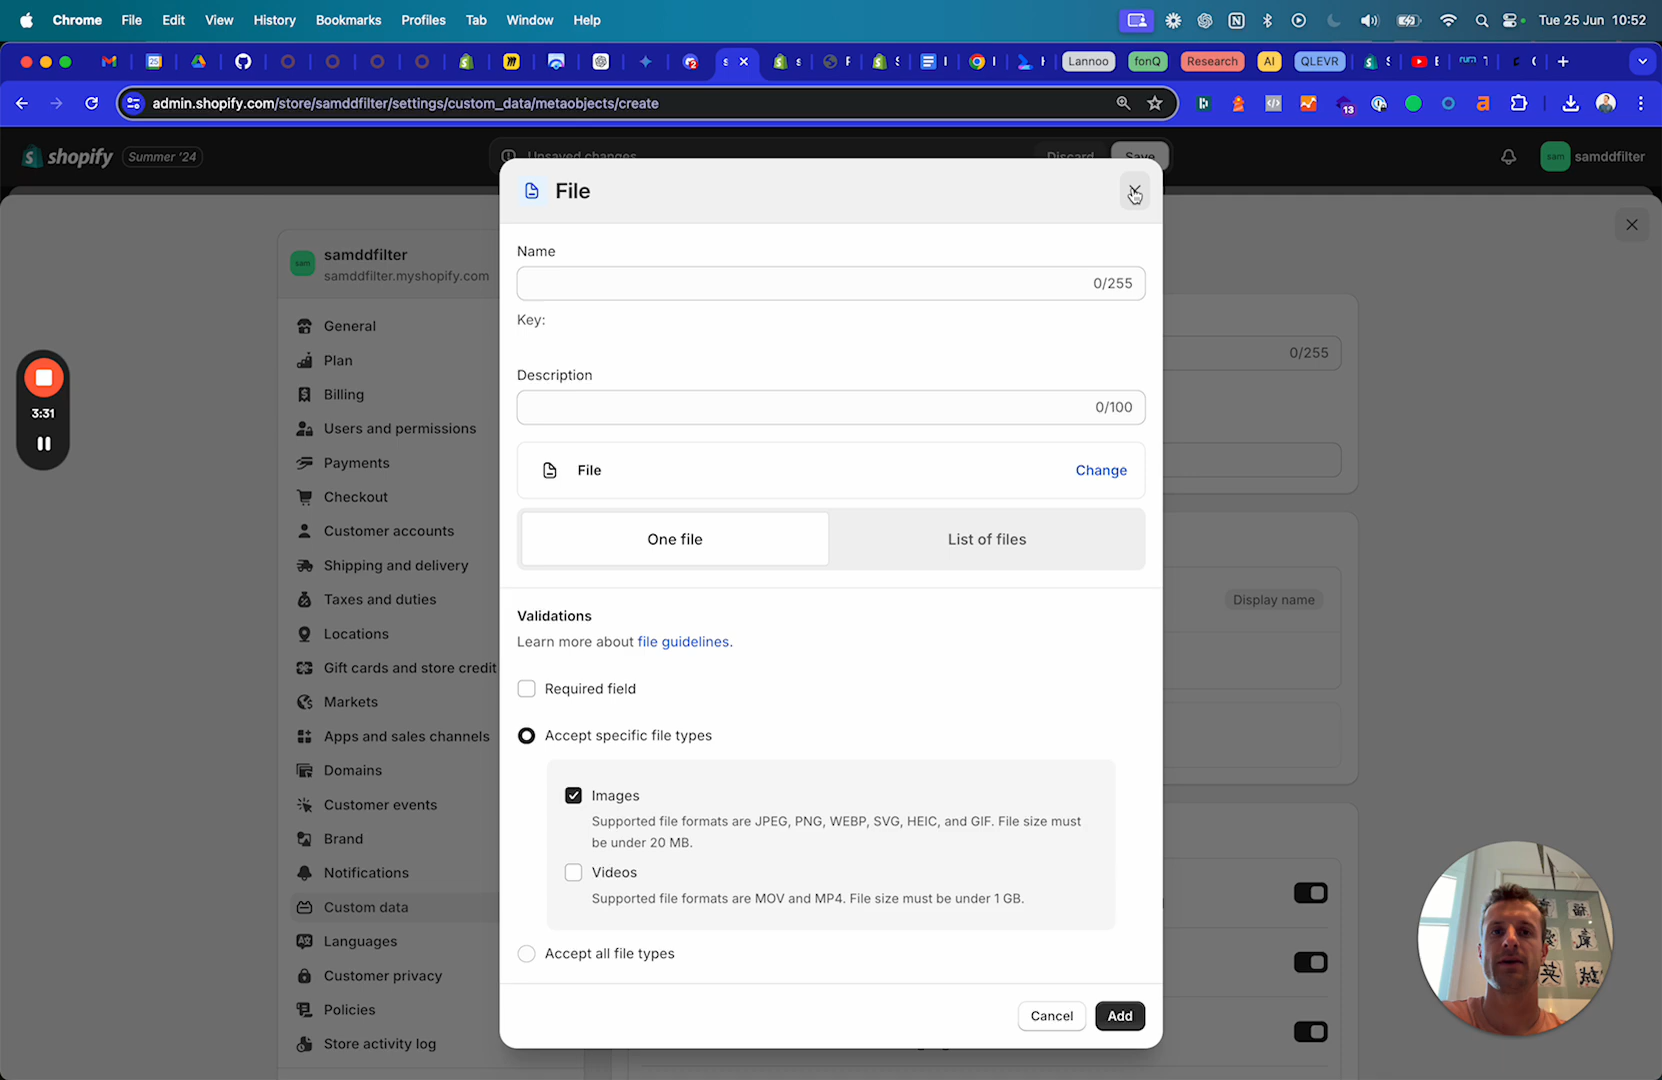 Chrome File Edit View History Bookmarks Profiles Tab Window Help Tue 25 Jun 10:52
Lannoo fonQ Research AI QLEVR
admin.shopify.com/store/samddfilter/settings/custom_data/metaobjects/create
13
shopify Summer '24 Unsaved changes Discard Save sam samddfilter
File
sam samddfilter
samddfilter.myshopify.com
Name
0/255
Key:
Description
0/100
File Change
One file List of files
Validations
Learn more about file guidelines.
Required field
Accept specific file types
Images
Supported file formats are JPEG, PNG, WEBP, SVG, HEIC, and GIF. File size must
be under 20 MB.
Videos
Supported file formats are MOV and MP4. File size must be under 1 GB.
Accept all file types
Cancel Add
General
Plan
Billing
Users and permissions
Payments
Checkout
Customer accounts
Shipping and delivery
Taxes and duties
Locations
Gift cards and store credit
Markets
Apps and sales channels
Domains
Customer events
Brand
Notifications
Custom data
Languages
Customer privacy
Policies
Store activity log
0/255
Display name
3:31